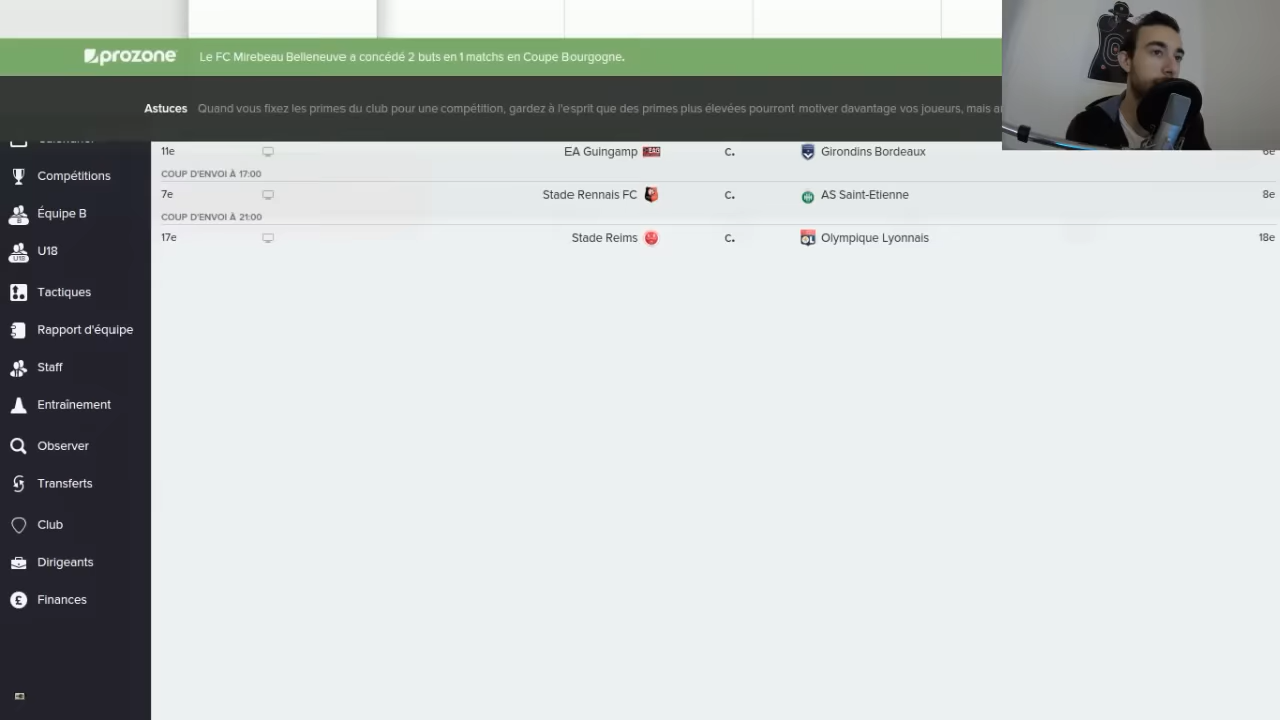 prozone
Le FC Mirebeau Belleneuve a concédé 2 buts en 1 matchs en Coupe Bourgogne.
Astuces Quand vous fixez les primes du club pour une compétition, gardez à l'esprit que des primes plus élevées pourront motiver davantage vos joueurs, mais
11e EA Guingamp c. Girondins Bordeaux 6e
COUP D'ENVOI À 17:00
7e Stade Rennais FC c. AS Saint-Etienne 8e
COUP D'ENVOI À 21:00
17e Stade Reims c. Olympique Lyonnais 18e
Compétitions
Équipe B
U18
Tactiques
Rapport d'équipe
Staff
Entraînement
Observer
Transferts
Club
Dirigeants
Finances